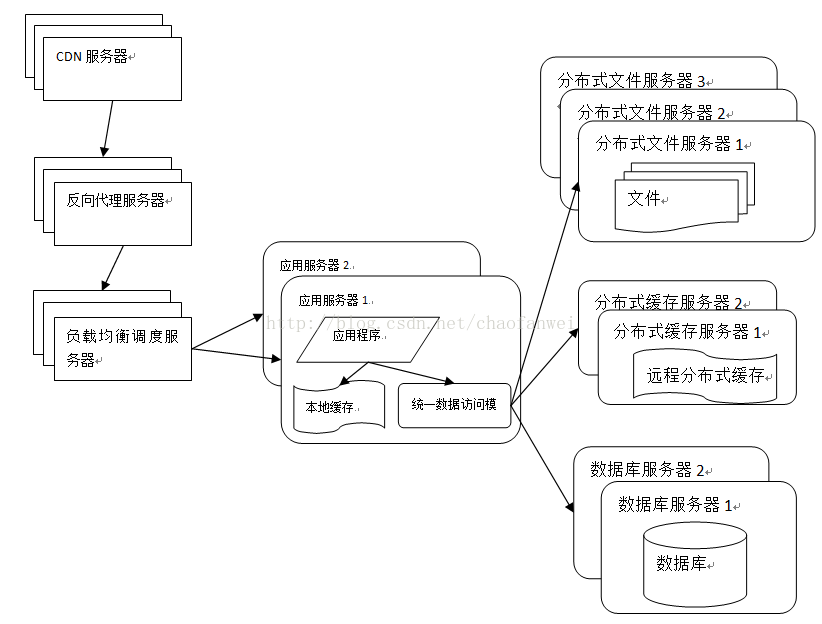 CDN 服务器
反向代理服务器
负载均衡调度服
务器
应用服务器 2.
应用服务器 1.
应用程序.
本地缓存.
统一数据访问模
http://blog.csdn.net/chaofanwei
分布式文件服务器 3
分布式文件服务器 2
分布式文件服务器 1
文件
分布式缓存服务器 2
分布式缓存服务器 1
远程分布式缓存
数据库服务器 2
数据库服务器 1
数据库